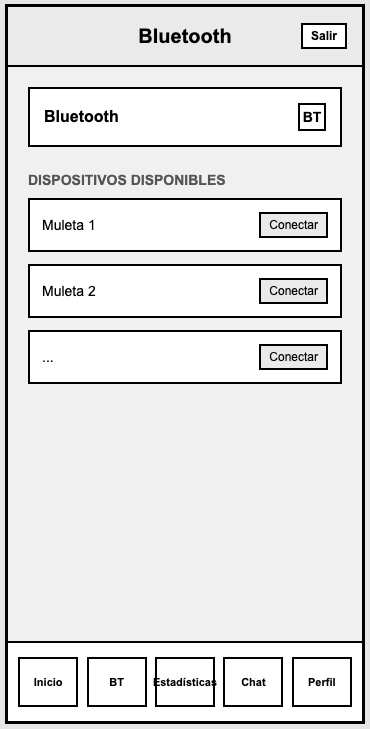 Bluetooth
Salir
Bluetooth
BT
DISPOSITIVOS DISPONIBLES
Muleta 1
Conectar
Muleta 2
Conectar
...
Conectar
Inicio
BT
Estadísticas
Chat
Perfil